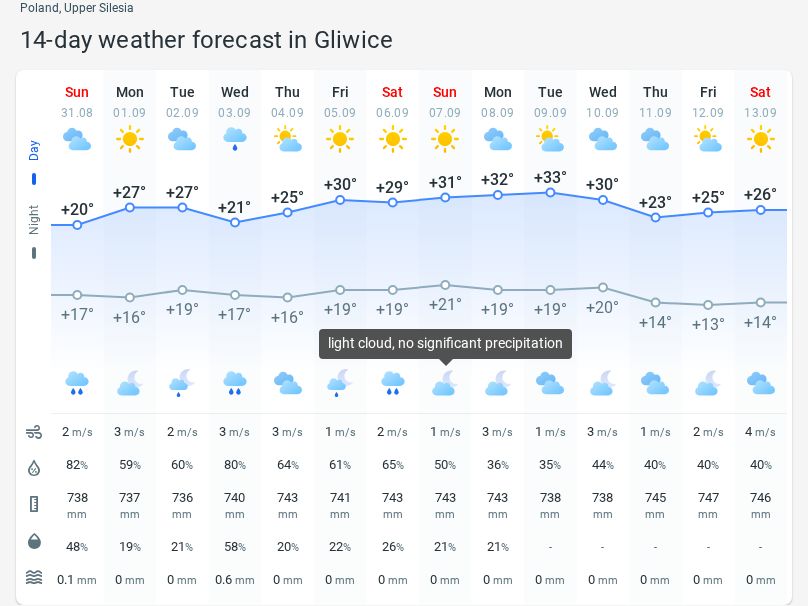 Poland, Upper Silesia
14-day weather forecast in Gliwice
Sun Mon Tue Wed Thu Fri Sat Sun Mon Tue Wed Thu Fri Sat
31.08 01.09 02.09 03.09 04.09 05.09 06.09 07.09 08.09 09.09 10.09 11.09 12.09 13.09
Day
+20° +27° +27° +21° +25° +30° +29° +31° +32° +33° +30° +23° +25° +26°
Night
+17° +16° +19° +17° +16° +19° +19° +21° +19° +19° +20° +14° +13° +14°
light cloud, no significant precipitation
2 m/s 3 m/s 2 m/s 3 m/s 3 m/s 1 m/s 2 m/s 1 m/s 3 m/s 1 m/s 3 m/s 1 m/s 2 m/s 4 m/s
82% 59% 60% 80% 64% 61% 65% 50% 36% 35% 44% 40% 40% 40%
738 737 736 740 743 741 743 743 743 738 738 745 747 746
mm mm mm mm mm mm mm mm mm mm mm mm mm mm
48% 19% 21% 58% 20% 22% 26% 21% 21% - - - - -
0.1 mm 0 mm 0 mm 0.6 mm 0 mm 0 mm 0 mm 0 mm 0 mm 0 mm 0 mm 0 mm 0 mm 0 mm